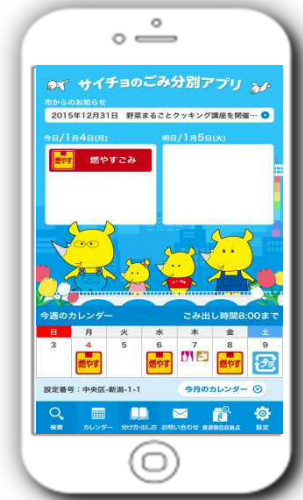 サイチョのごみ分別アプリ
市からのお知らせ
2015年12月31日 野菜まるごとクッキング講座を開催…
今日/1月4日(月) 明日/1月5日(火)
燃やす 燃やすごみ
今週のカレンダー ごみ出し時間8:00まで
日 月 火 水 木 金 土
3 4 5 6 7 8 9
燃やす 燃やす 燃やす プラ
設定番号:中央区-新潟-1-1 今月のカレンダー
検索 カレンダー 分け方・出し方 お問い合わせ 資源物回収拠点 設定